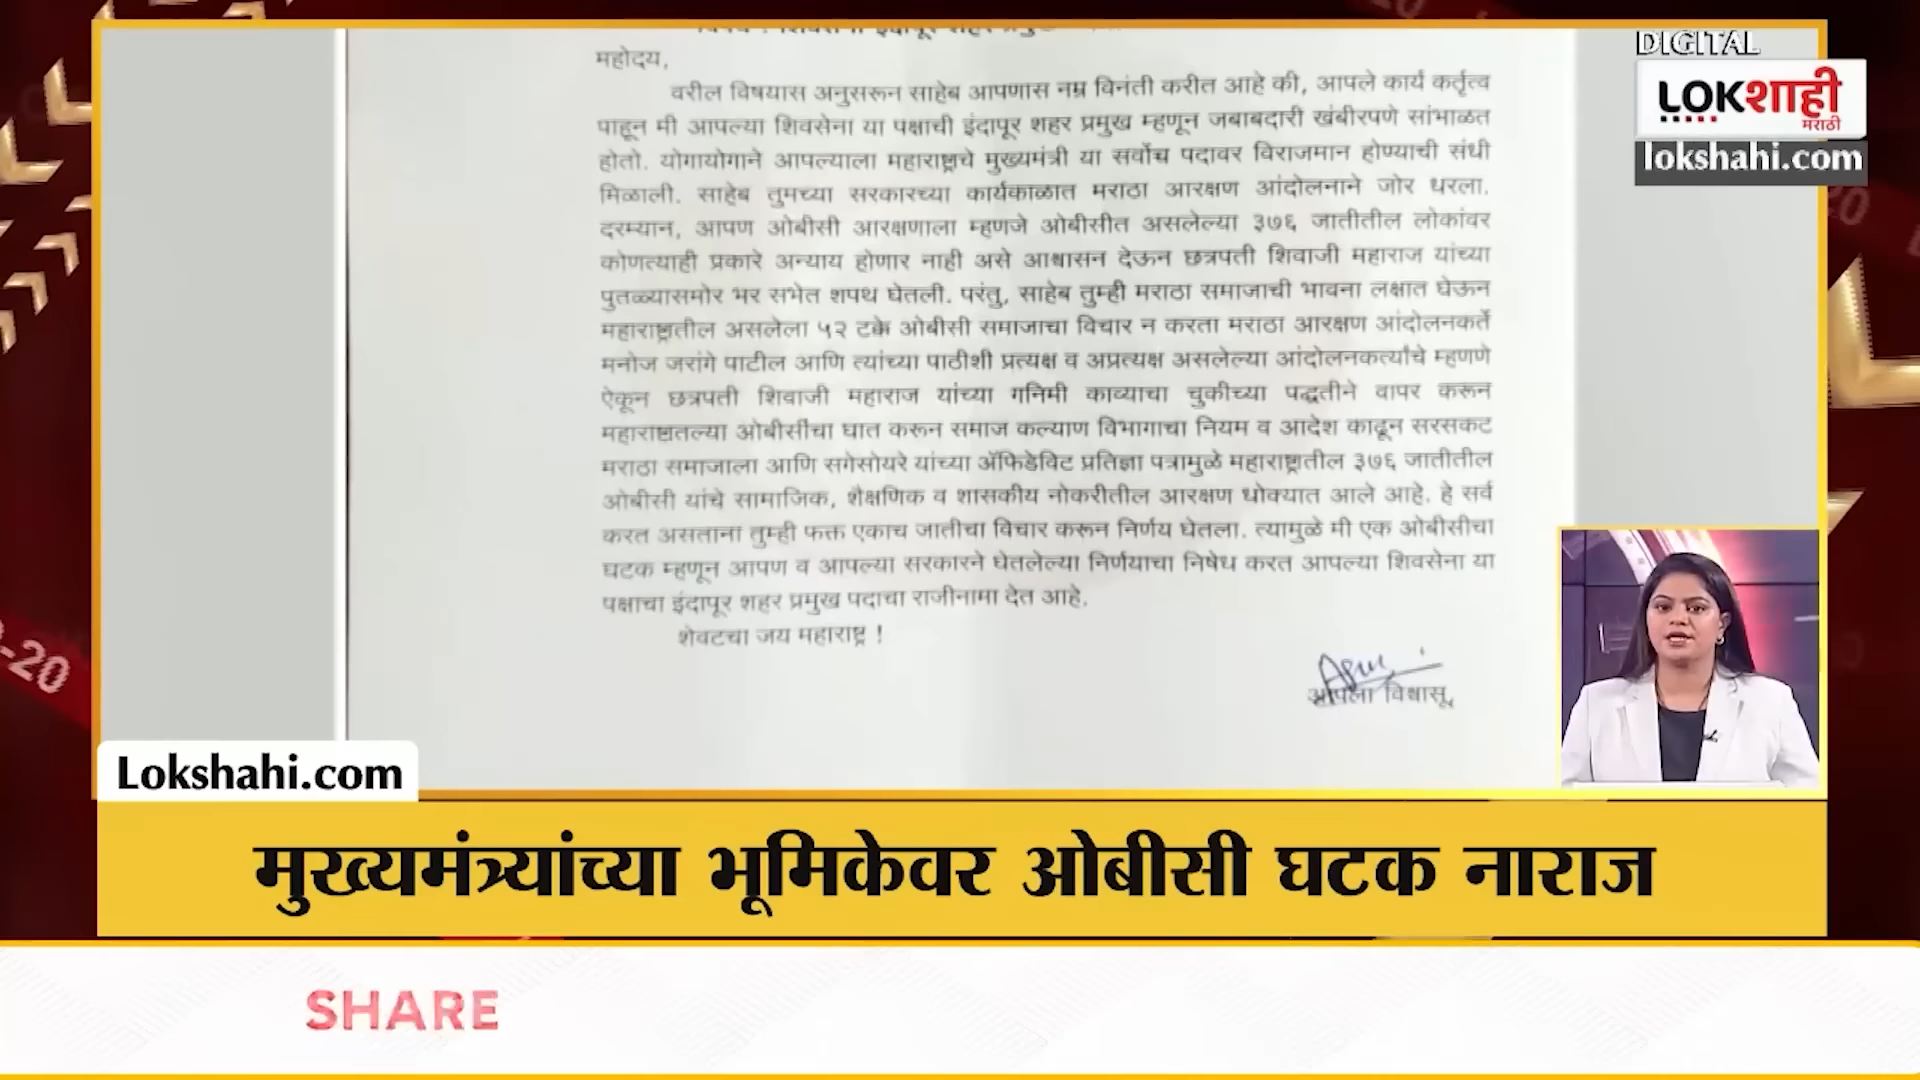 DIGITAL
LOKशाही
मराठी
lokshahi.com
महोदय,
वरील विषयास अनुसरून साहेब आपणास नम्र विनंती करीत आहे की, आपले कार्य कर्तृत्व
पाहून मी आपल्या शिवसेना या पक्षाची इंदापूर शहर प्रमुख म्हणून जबाबदारी खंबीरपणे सांभाळत
होतो. योगायोगाने आपल्याला महाराष्ट्राचे मुख्यमंत्री या सर्वोच पदावर विराजमान होण्याची संधी
मिळाली. साहेब तुमच्या सरकारच्या कार्यकाळात मराठा आरक्षण आंदोलनाने जोर धरला.
दरम्यान, आपण ओबीसी आरक्षणाला म्हणजे ओबीसीत असलेल्या ३७६ जातीतील लोकांवर
कोणत्याही प्रकारे अन्याय होणार नाही असे आश्वासन देऊन छत्रपती शिवाजी महाराज यांच्या
पुतळ्यासमोर भर सभेत शपथ घेतली. परंतु, साहेब तुम्ही मराठा समाजाची भावना लक्षात घेऊन
महाराष्ट्रातील असलेला ५२ टक्के ओबीसी समाजाचा विचार न करता मराठा आरक्षण आंदोलनकर्ते
मनोज जरांगे पाटील आणि त्यांच्या पाठीशी प्रत्यक्ष व अप्रत्यक्ष असलेल्या आंदोलनकर्त्यांचे म्हणणे
ऐकून छत्रपती शिवाजी महाराज यांच्या गनिमी काव्याचा चुकीच्या पद्धतीने वापर करून
महाराष्ट्रातल्या ओबीसींचा घात करून समाज कल्याण विभागाचा नियम व आदेश काढून सरसकट
मराठा समाजाला आणि सगेसोयरे यांच्या ॲफिडेविट प्रतिज्ञा पत्रामुळे महाराष्ट्रातील ३७६ जातीतील
ओबीसी यांचे सामाजिक, शैक्षणिक व शासकीय नोकरीतील आरक्षण धोक्यात आले आहे. हे सर्व
करत असताना तुम्ही फक्त एकाच जातीचा विचार करून निर्णय घेतला. त्यामुळे मी एक ओबीसीचा
घटक म्हणून आपण व आपल्या सरकारने घेतलेल्या निर्णयाचा निषेध करत आपल्या शिवसेना या
पक्षाचा इंदापूर शहर प्रमुख पदाचा राजीनामा देत आहे.
शेवटचा जय महाराष्ट्र !
आपला विश्वासू,
Lokshahi.com
मुख्यमंत्र्यांच्या भूमिकेवर ओबीसी घटक नाराज
SHARE